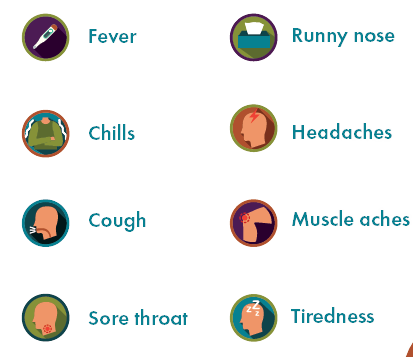 Fever
Runny nose
Chills
Headaches
Cough
Muscle aches
Sore throat
Tiredness